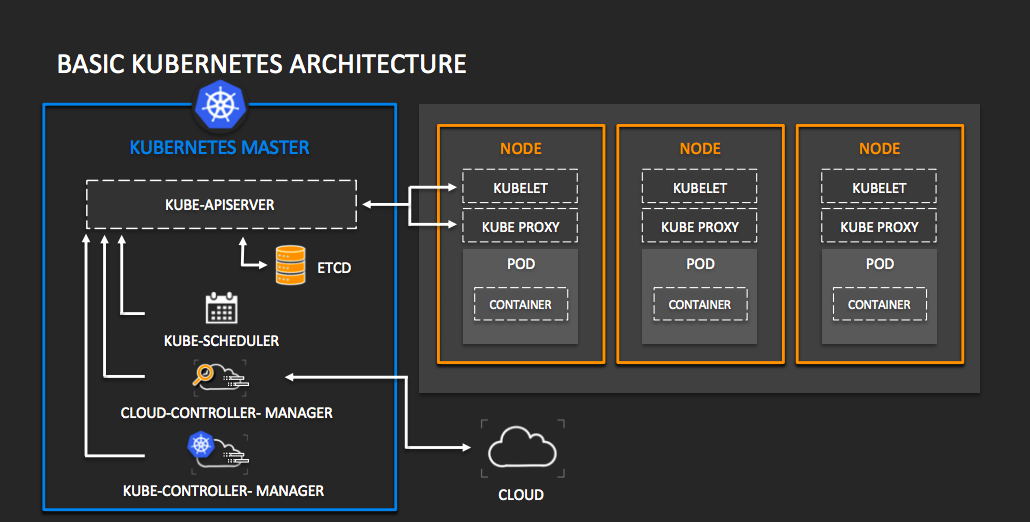 BASIC KUBERNETES ARCHITECTURE
KUBERNETES MASTER
KUBE-APISERVER
ETCD
KUBE-SCHEDULER
CLOUD-CONTROLLER- MANAGER
KUBE-CONTROLLER- MANAGER
NODE
KUBELET
KUBE PROXY
POD
CONTAINER
NODE
KUBELET
KUBE PROXY
POD
CONTAINER
NODE
KUBELET
KUBE PROXY
POD
CONTAINER
CLOUD